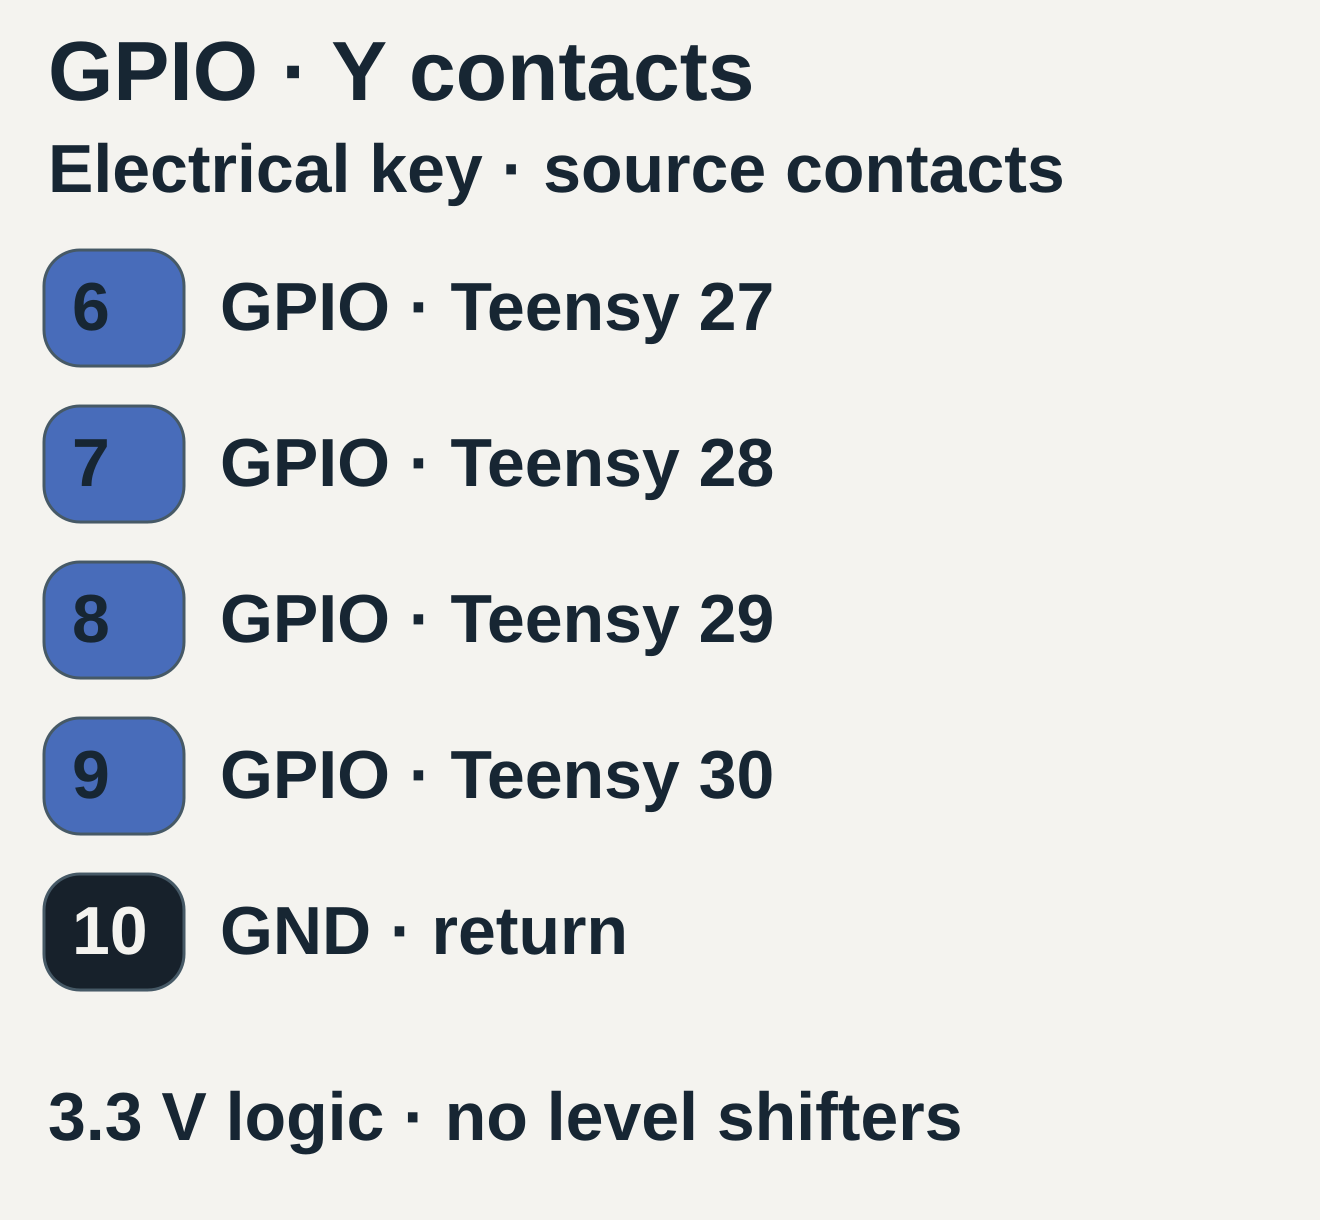 GPIO · Y contacts
Electrical key · source contacts
6 GPIO · Teensy 27
7 GPIO · Teensy 28
8 GPIO · Teensy 29
9 GPIO · Teensy 30
10 GND · return
3.3 V logic · no level shifters